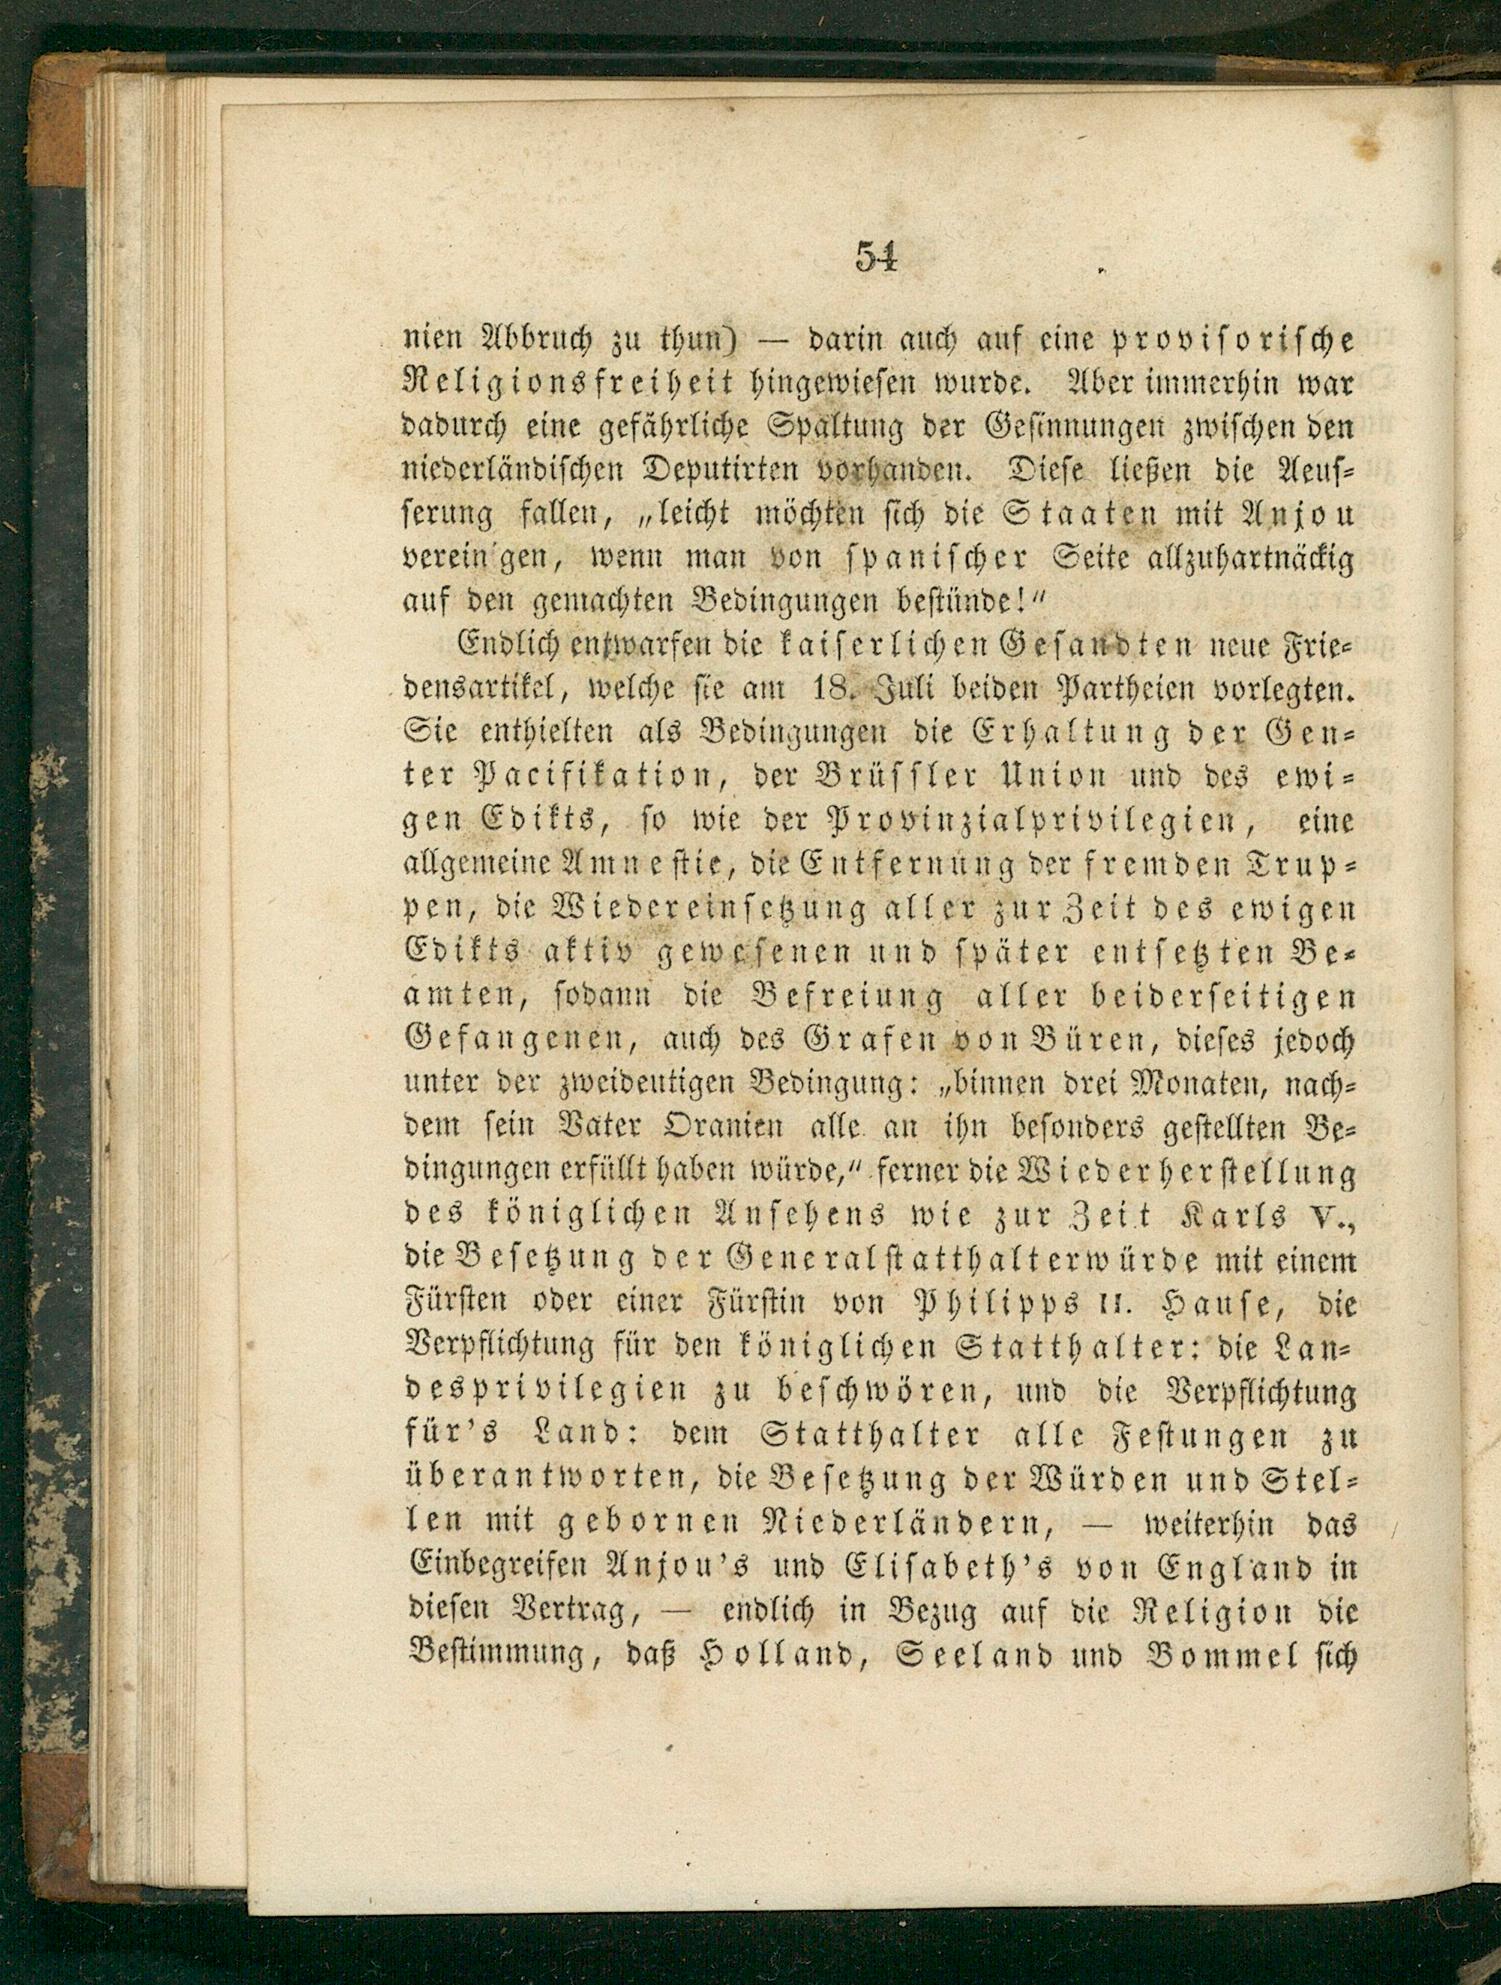 54
nien Abbruch zu thun) — darin auch auf eine provisorische
Religionsfreiheit hingewiesen wurde. Aber immerhin war
dadurch eine gefährliche Spaltung der Gesinnungen zwischen den
niederländischen Deputirten vorhanden. Diese ließen die Aeus-
serung fallen, „leicht möchten sich die Staaten mit Anjou
verein gen, wenn man von spanischer Seite allzuhartnäckig
auf den gemachten Bedingungen bestünde!“
Endlich entwarfen die kaiserlichen Gesandten neue Frie-
densartikel, welche sie am 18. Juli beiden Partheien vorlegten.
Sie enthielten als Bedingungen die Erhaltung der Gen-
ter Pacifikation, der Brüssler Union und des ewi-
gen Edikts, so wie der Provinzialprivilegien, eine
allgemeine Amnestie, die Entfernung der fremden Trup-
pen, die Wiedereinsetzung aller zur Zeit des ewigen
Edikts aktiv gewesenen und später entsetzten Be-
amten, sodann die Befreiung aller beiderseitigen
Gefangenen, auch des Grafen von Büren, dieses jedoch
unter der zweideutigen Bedingung: „binnen drei Monaten, nach-
dem sein Vater Oranien alle an ihn besonders gestellten Be-
dingungen erfüllt haben würde,“ ferner die Wiederherstellung
des königlichen Ansehens wie zur Zeit Karls V.,
die Besetzung der Generalstatthalterwürde mit einem
Fürsten oder einer Fürstin von Philipps II. Hause, die
Verpflichtung für den königlichen Statthalter: die Lan-
desprivilegien zu beschwören, und die Verpflichtung
für's Land: dem Statthalter alle Festungen zu
überantworten, die Besetzung der Würden und Stel-
len mit gebornen Niederländern, — weiterhin das
Einbegreifen Anjou's und Elisabeth's von England in
diesen Vertrag, — endlich in Bezug auf die Religion die
Bestimmung, daß Holland, Seeland und Bommel sich